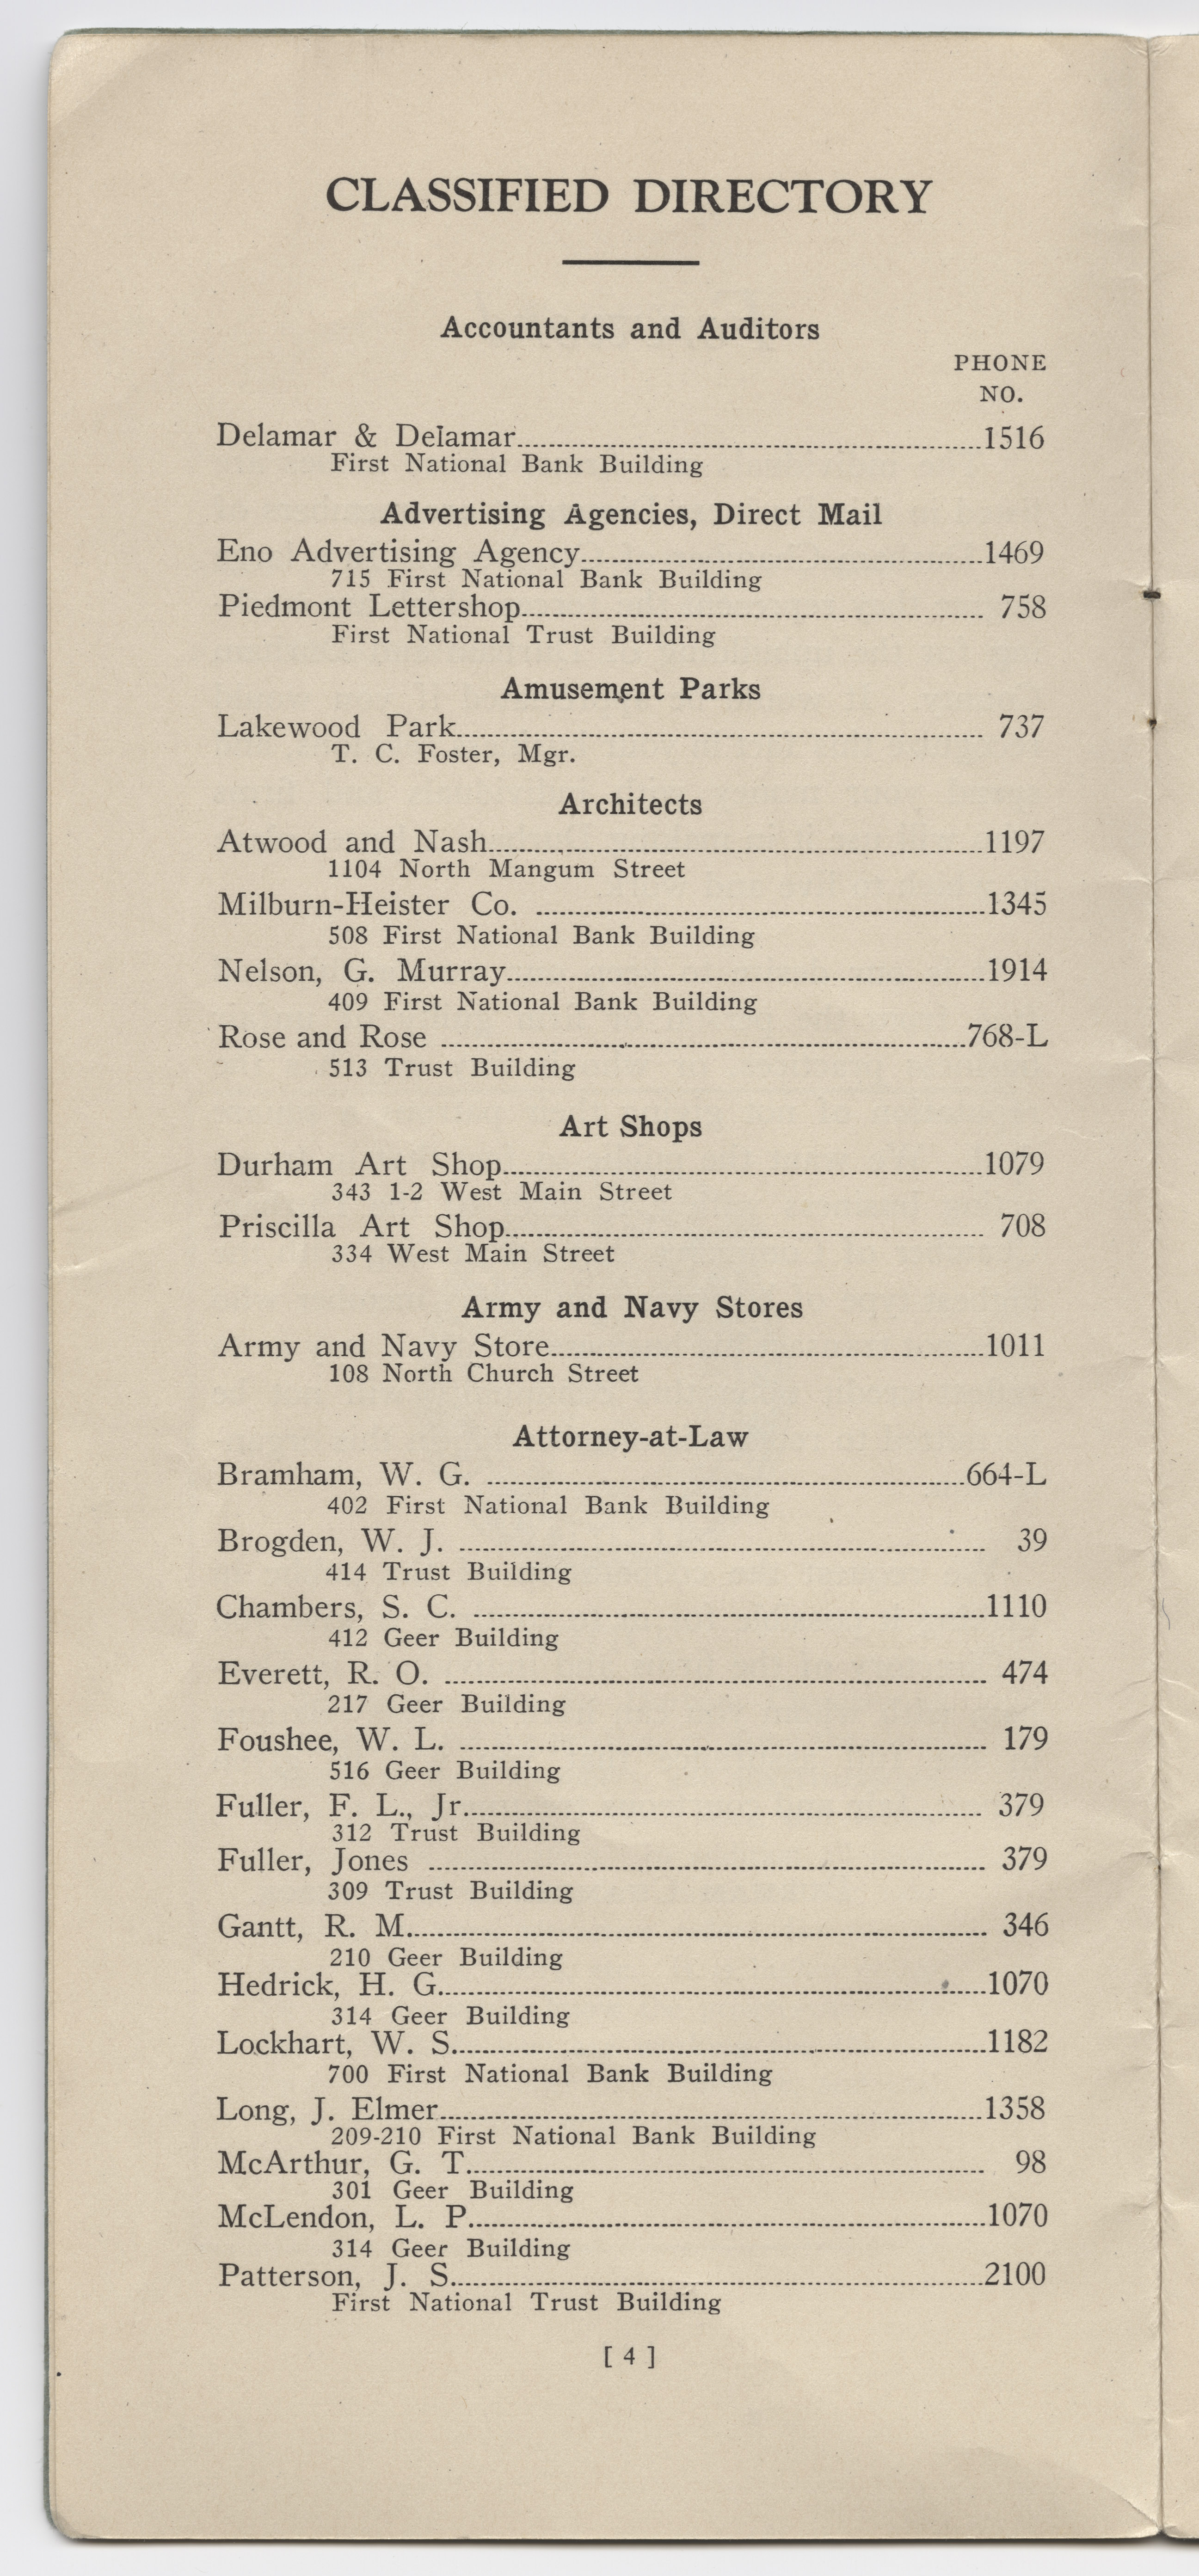 CLASSIFIED DIRECTORY
Accountants and Auditors
PHONE
NO.
Delamar & Delamar 1516
First National Bank Building
Advertising Agencies, Direct Mail
Eno Advertising Agency 1469
715 First National Bank Building
Piedmont Lettershop 758
First National Trust Building
Amusement Parks
Lakewood Park 737
T. C. Foster, Mgr.
Architects
Atwood and Nash 1197
1104 North Mangum Street
Milburn-Heister Co. 1345
508 First National Bank Building
Nelson, G. Murray 1914
409 First National Bank Building
Rose and Rose 768-L
513 Trust Building
Art Shops
Durham Art Shop 1079
343 1-2 West Main Street
Priscilla Art Shop 708
334 West Main Street
Army and Navy Stores
Army and Navy Store 1011
108 North Church Street
Attorney-at-Law
Bramham, W. G. 664-L
402 First National Bank Building
Brogden, W. J. 39
414 Trust Building
Chambers, S. C. 1110
412 Geer Building
Everett, R. O. 474
217 Geer Building
Foushee, W. L. 179
516 Geer Building
Fuller, F. L., Jr. 379
312 Trust Building
Fuller, Jones 379
309 Trust Building
Gantt, R. M. 346
210 Geer Building
Hedrick, H. G. 1070
314 Geer Building
Lockhart, W. S. 1182
700 First National Bank Building
Long, J. Elmer 1358
209-210 First National Bank Building
McArthur, G. T. 98
301 Geer Building
McLendon, L. P. 1070
314 Geer Building
Patterson, J. S. 2100
First National Trust Building
[ 4 ]